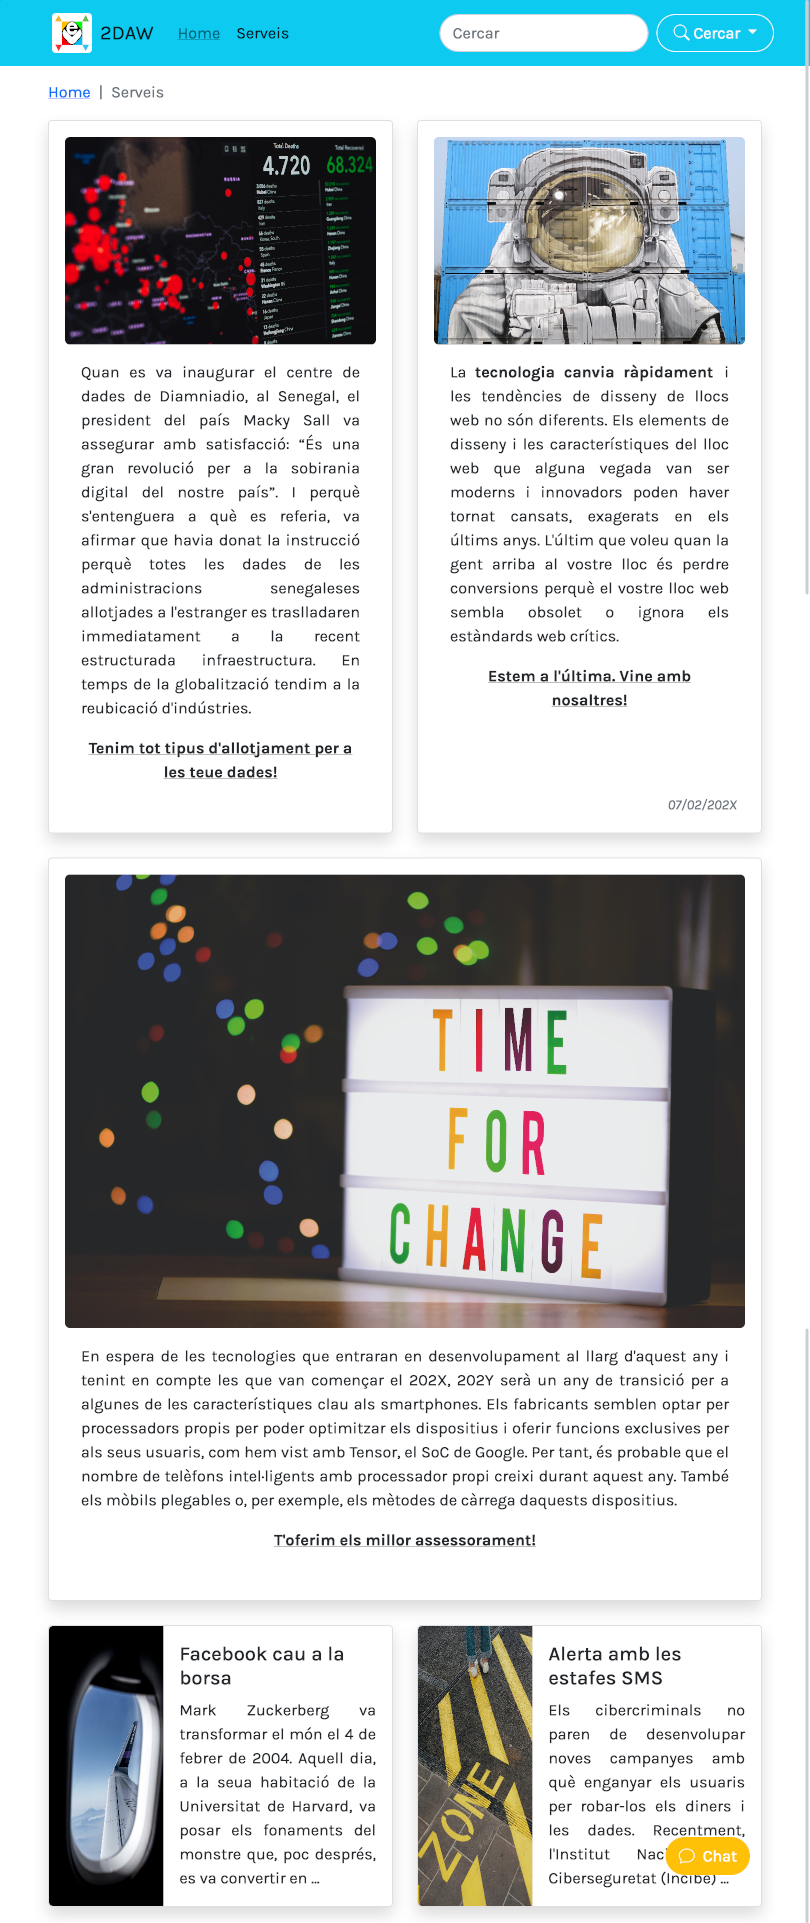 2DAW Home Serveis Cercar Cercar
Home | Serveis
Total Deaths Total Recovered
4.720 68.324
RUSSIA
Quan es va inaugurar el centre de
dades de Diamniadio, al Senegal, el
president del país Macky Sall va
assegurar amb satisfacció: “És una
gran revolució per a la sobirania
digital del nostre país”. I perquè
s'entenguera a què es referia, va
afirmar que havia donat la instrucció
perquè totes les dades de les
administracions senegaleses
allotjades a l'estranger es traslladaren
immediatament a la recent
estructurada infraestructura. En
temps de la globalització tendim a la
reubicació d'indústries.
Tenim tot tipus d'allotjament per a
les teue dades!
La tecnologia canvia ràpidament i
les tendències de disseny de llocs
web no són diferents. Els elements de
disseny i les característiques del lloc
web que alguna vegada van ser
moderns i innovadors poden haver
tornat cansats, exagerats en els
últims anys. L'últim que voleu quan la
gent arriba al vostre lloc és perdre
conversions perquè el vostre lloc web
sembla obsolet o ignora els
estàndards web crítics.
Estem a l'última. Vine amb
nosaltres!
07/02/202X
TIME
FOR
CHANGE
En espera de les tecnologies que entraran en desenvolupament al llarg d'aquest any i
tenint en compte les que van començar el 202X, 202Y serà un any de transició per a
algunes de les característiques clau als smartphones. Els fabricants semblen optar per
processadors propis per poder optimitzar els dispositius i oferir funcions exclusives per
als seus usuaris, com hem vist amb Tensor, el SoC de Google. Per tant, és probable que el
nombre de telèfons intel·ligents amb processador propi creixi durant aquest any. També
els mòbils plegables o, per exemple, els mètodes de càrrega daquests dispositius.
T'oferim els millor assessorament!
Facebook cau a la
borsa
Mark Zuckerberg va
transformar el món el 4 de
febrer de 2004. Aquell dia,
a la seua habitació de la
Universitat de Harvard, va
posar els fonaments del
monstre que, poc després,
es va convertir en ...
ZONE
Alerta amb les
estafes SMS
Els cibercriminals no
paren de desenvolupar
noves campanyes amb
què enganyar els usuaris
per robar-los els diners i
les dades. Recentment,
l'Institut
Ciberseguretat (Incibe) ...
Chat